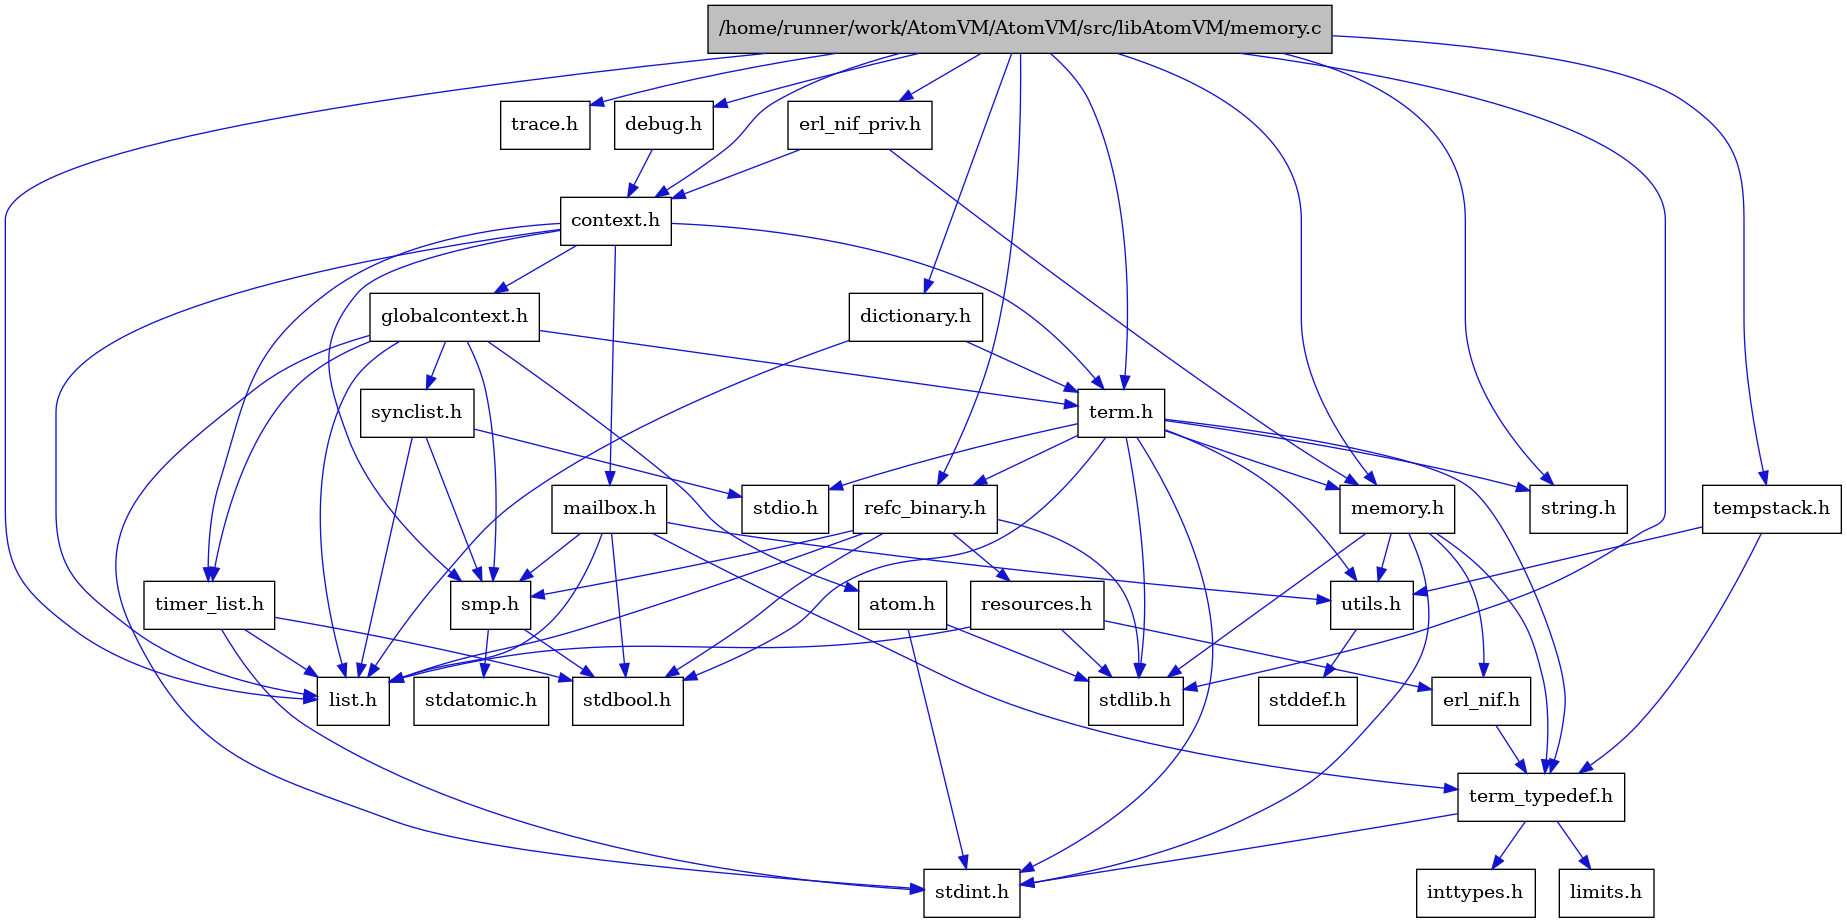 /home/runner/work/AtomVM/AtomVM/src/libAtomVM/memory.c
trace.h
debug.h
erl_nif_priv.h
context.h
globalcontext.h
dictionary.h
synclist.h
term.h
mailbox.h
stdio.h
refc_binary.h
memory.h
string.h
tempstack.h
timer_list.h
smp.h
atom.h
resources.h
utils.h
list.h
stdatomic.h
stdbool.h
stdlib.h
stddef.h
erl_nif.h
term_typedef.h
stdint.h
inttypes.h
limits.h